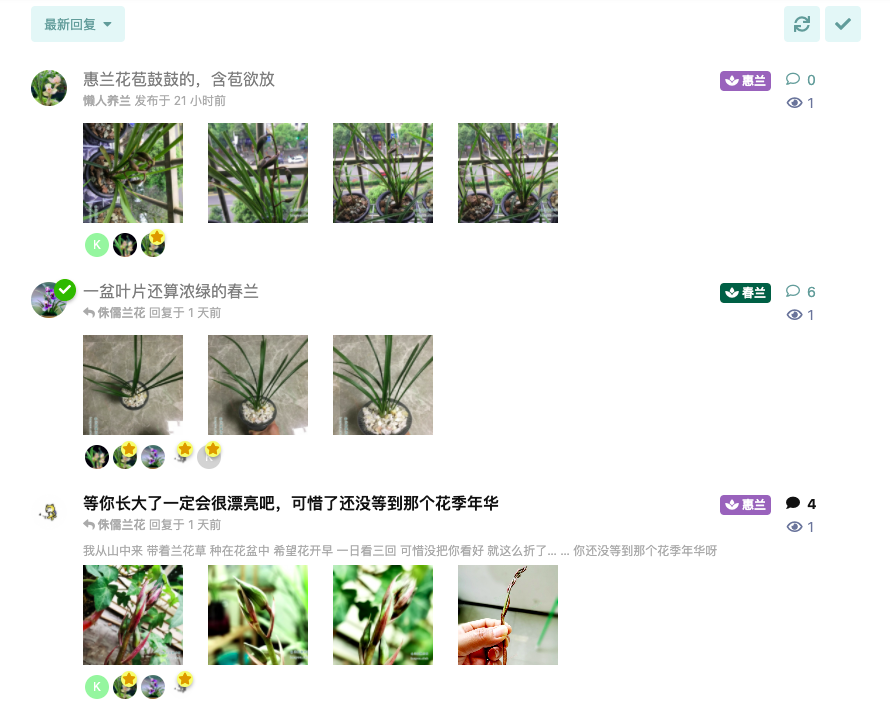 最新回复
惠兰花苞鼓鼓的，含苞欲放
惠兰
0
懒人养兰 发布于 21 小时前
1
K
一盆叶片还算浓绿的春兰
春兰
6
侏儒兰花 回复于 1 天前
1
K
等你长大了一定会很漂亮吧，可惜了还没等到那个花季年华
惠兰
4
侏儒兰花 回复于 1 天前
1
我从山中来 带着兰花草 种在花盆中 希望花开早 一日看三回 可惜没把你看好 就这么折了... ... 你还没等到那个花季年华呀
K